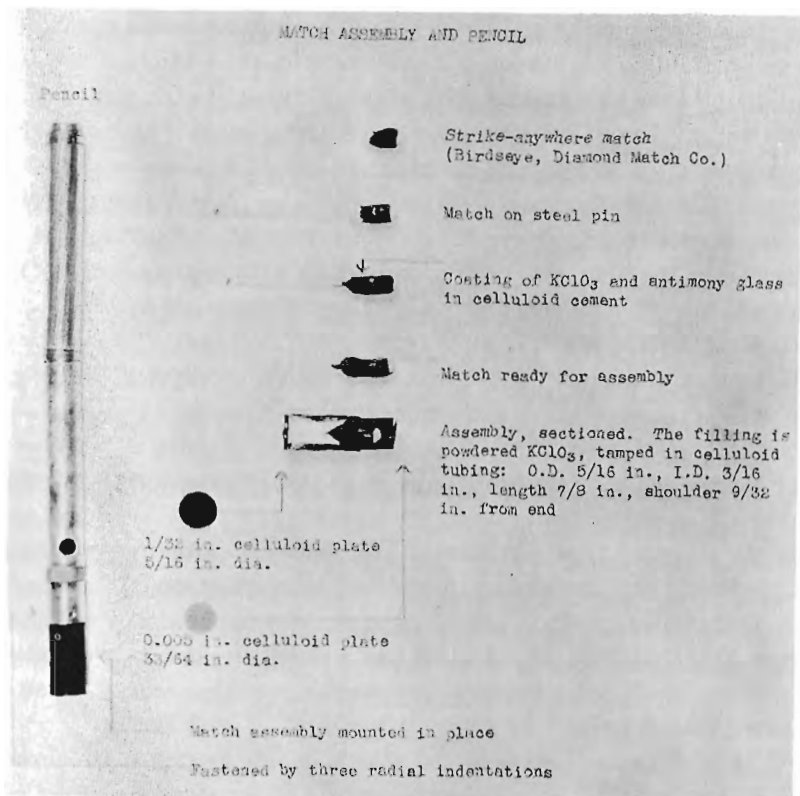 MATCH ASSEMBLY AND PENCIL
Pencil
Strike-anywhere match
(Birdseye, Diamond Match Co.)
Match on steel pin
Coating of KClO3 and antimony glass
in celluloid cement
Match ready for assembly
Assembly, sectioned. The filling is
powdered KClO3, tamped in celluloid
tubing: O.D. 5/16 in., I.D. 3/16
in., length 7/8 in., shoulder 9/32
in. from end
1/32 in. celluloid plate
5/16 in. dia.
0.005 in. celluloid plate
33/64 in. dia.
Match assembly mounted in place
Fastened by three radial indentations